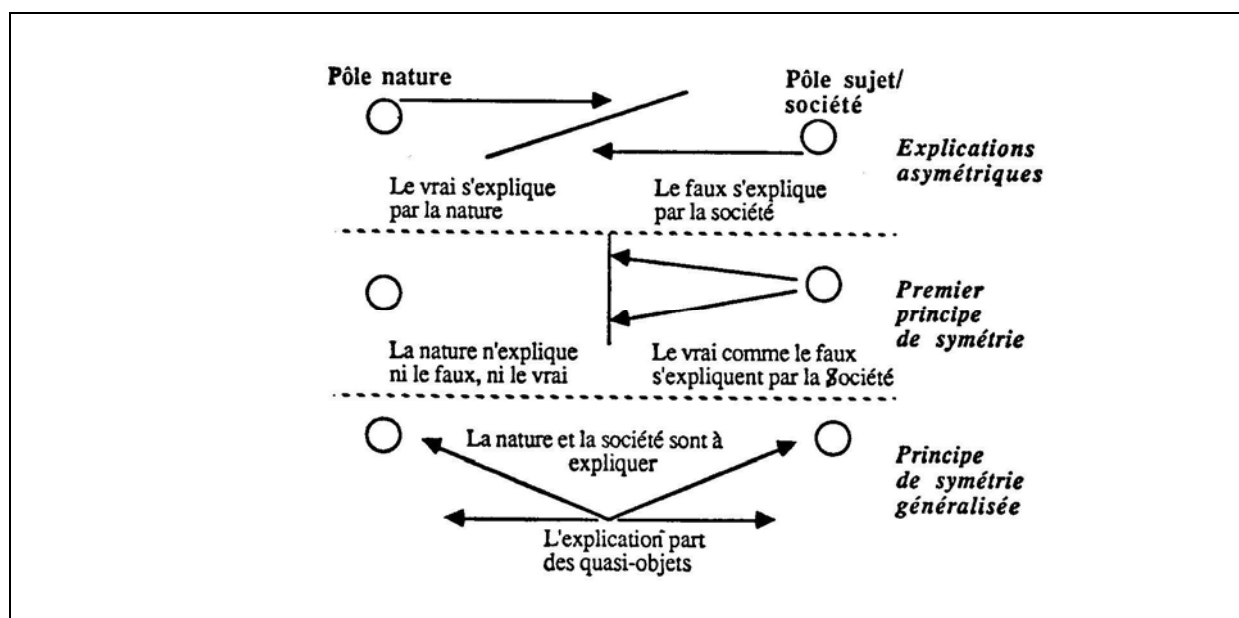 Pôle nature
Pôle sujet/
société
Explications
asymétriques
Le vrai s'explique
par la nature
Le faux s'explique
par la société
Premier
principe
de symétrie
La nature n'explique
ni le faux, ni le vrai
Le vrai comme le faux
s'expliquent par la Société
La nature et la société sont à
expliquer
Principe
de symétrie
généralisée
L'explication part
des quasi-objets